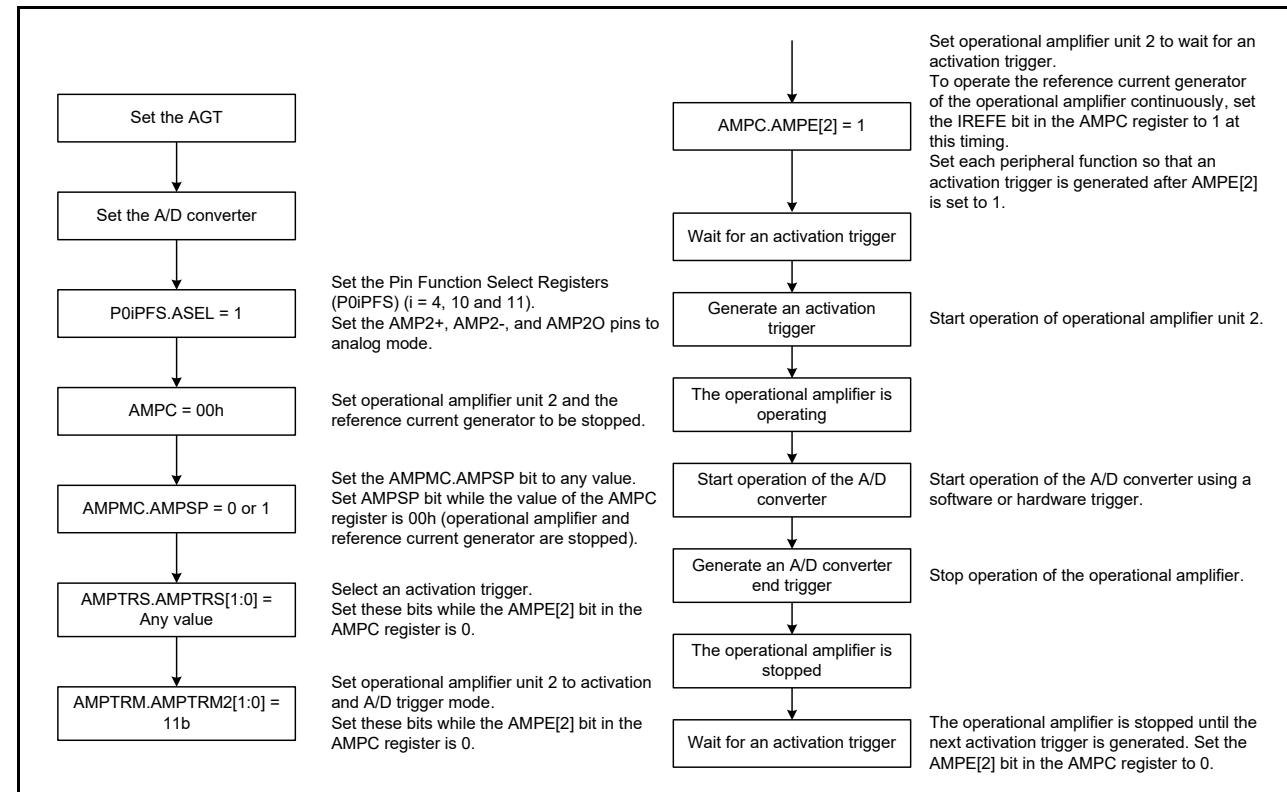 Set the AGT
Set the A/D converter
P0iPFS.ASEL = 1
Set the Pin Function Select Registers
(P0iPFS) (i = 4, 10 and 11).
Set the AMP2+, AMP2-, and AMP2O pins to
analog mode.
AMPC = 00h
Set operational amplifier unit 2 and the
reference current generator to be stopped.
AMPMC.AMPSP = 0 or 1
Set the AMPMC.AMPSP bit to any value.
Set AMPSP bit while the value of the AMPC
register is 00h (operational amplifier and
reference current generator are stopped).
AMPTRS.AMPTRS[1:0] =
Any value
Select an activation trigger.
Set these bits while the AMPE[2] bit in the
AMPC register is 0.
AMPTRM.AMPTRM2[1:0] =
11b
Set operational amplifier unit 2 to activation
and A/D trigger mode.
Set these bits while the AMPE[2] bit in the
AMPC register is 0.
AMPC.AMPE[2] = 1
Set operational amplifier unit 2 to wait for an
activation trigger.
To operate the reference current generator
of the operational amplifier continuously, set
the IREFE bit in the AMPC register to 1 at
this timing.
Set each peripheral function so that an
activation trigger is generated after AMPE[2]
is set to 1.
Wait for an activation trigger
Generate an activation
trigger
Start operation of operational amplifier unit 2.
The operational amplifier is
operating
Start operation of the A/D
converter
Start operation of the A/D converter using a
software or hardware trigger.
Generate an A/D converter
end trigger
Stop operation of the operational amplifier.
The operational amplifier is
stopped
Wait for an activation trigger
The operational amplifier is stopped until the
next activation trigger is generated. Set the
AMPE[2] bit in the AMPC register to 0.